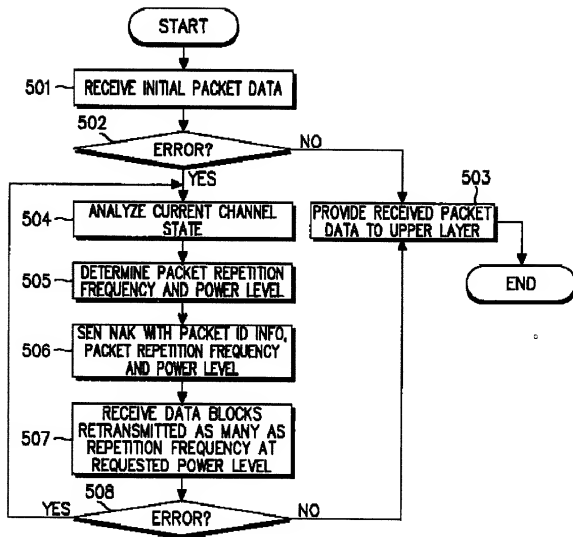 START
501
RECEIVE INITIAL PACKET DATA
502
ERROR?
NO
YES
503
PROVIDE RECEIVED PACKET
DATA TO UPPER LAYER
END
504
ANALYZE CURRENT CHANNEL
STATE
505
DETERMINE PACKET REPETITION
FREQUENCY AND POWER LEVEL
506
SEN NAK WITH PACKET ID INFO,
PACKET REPETITION FREQUENCY
AND POWER LEVEL
507
RECEIVE DATA BLOCKS
RETRANSMITTED AS MANY AS
REPETITION FREQUENCY AT
REQUESTED POWER LEVEL
508
YES
ERROR?
NO